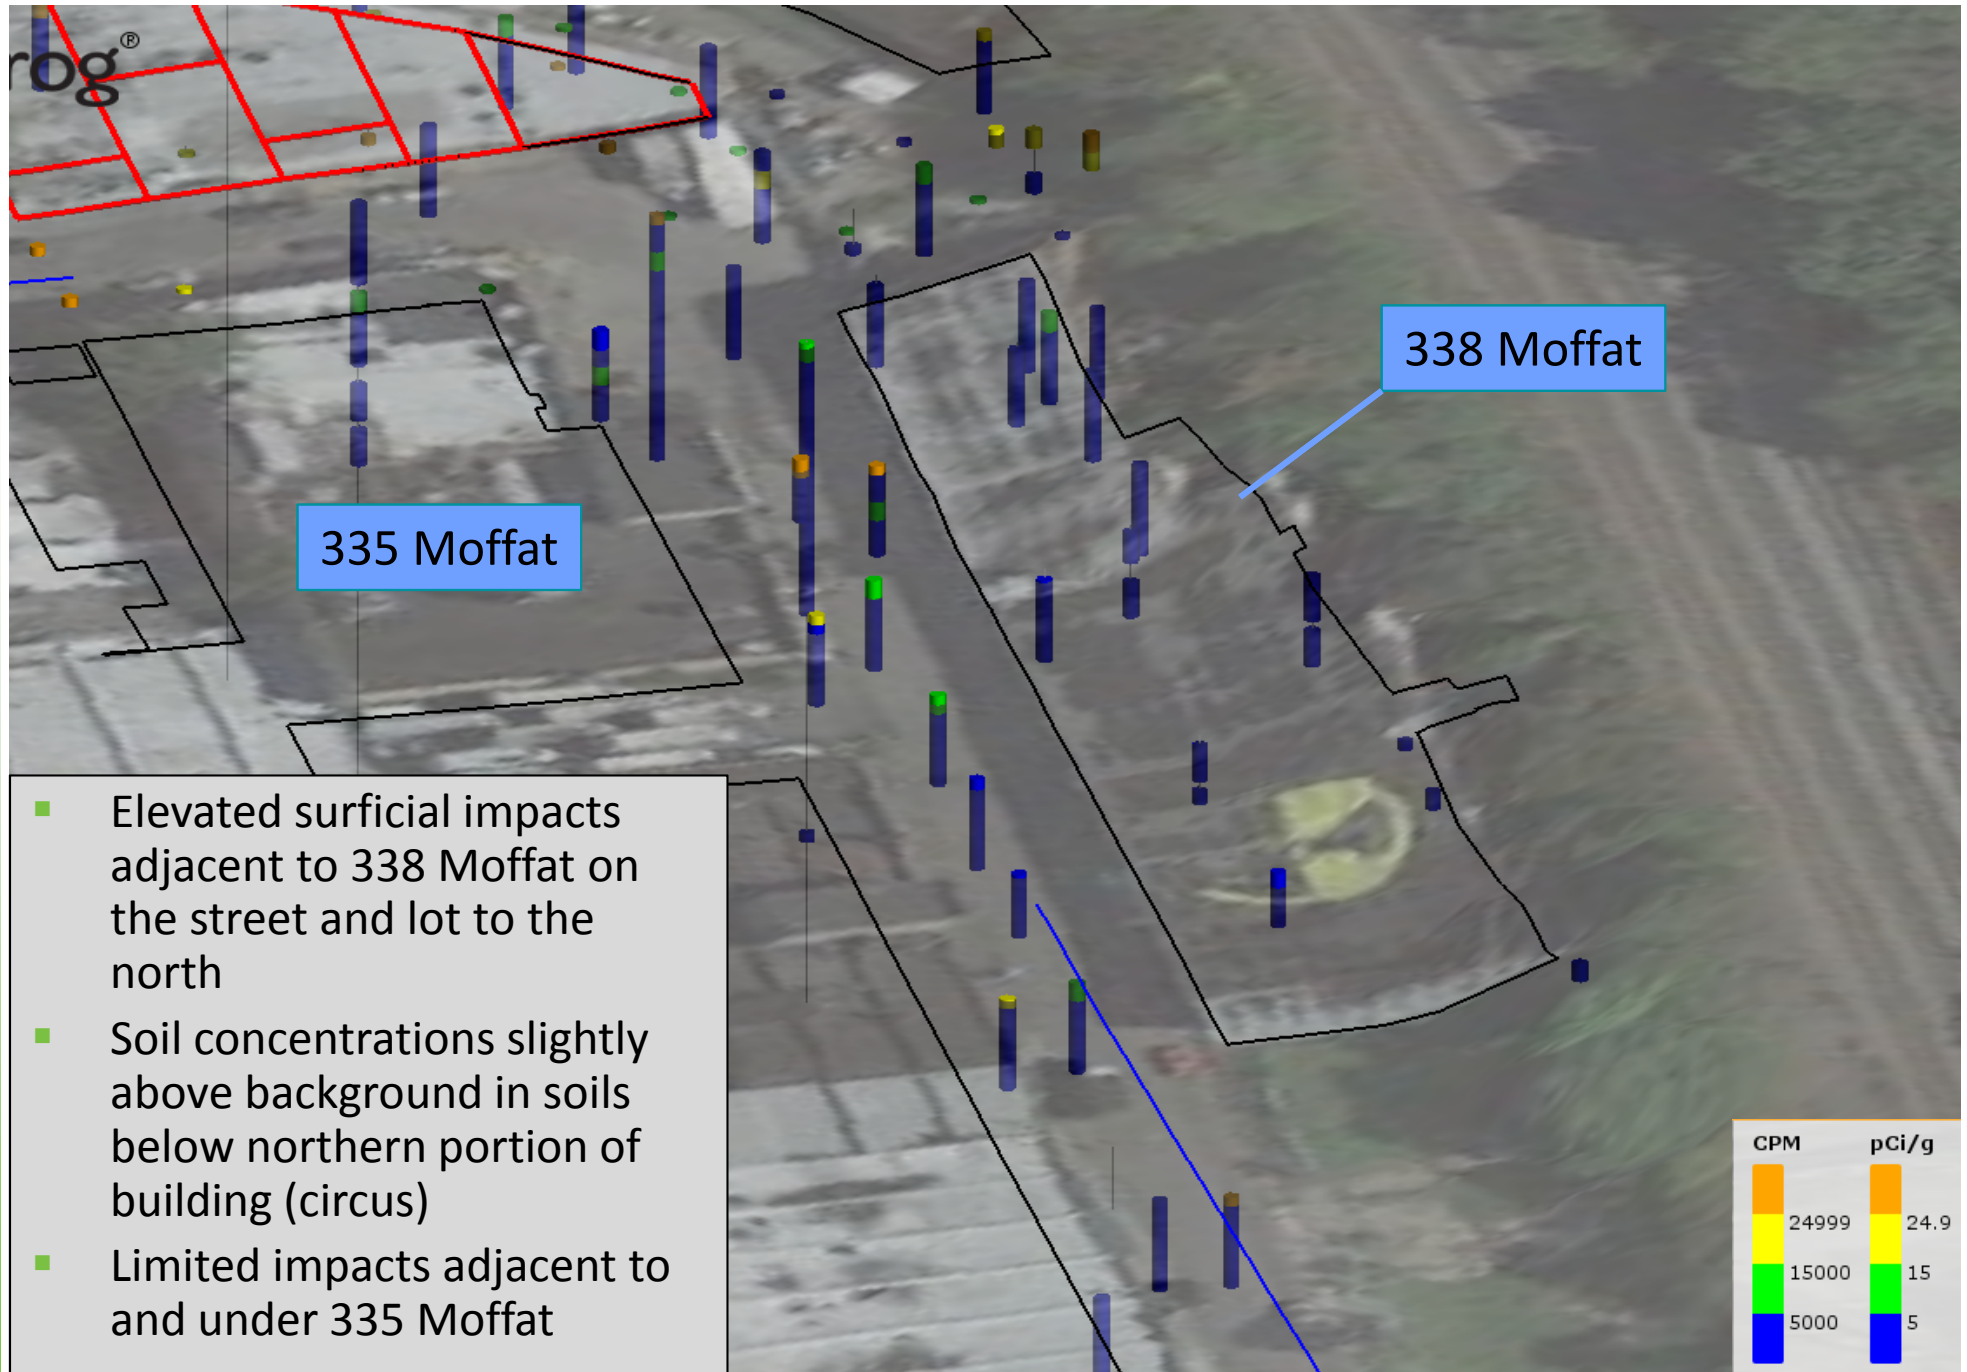 rog®
338 Moffat
335 Moffat
▪ Elevated surficial impacts
adjacent to 338 Moffat on
the street and lot to the
north
▪ Soil concentrations slightly
above background in soils
below northern portion of
building (circus)
▪ Limited impacts adjacent to
and under 335 Moffat
CPM pCi/g
24999 24.9
15000 15
5000 5